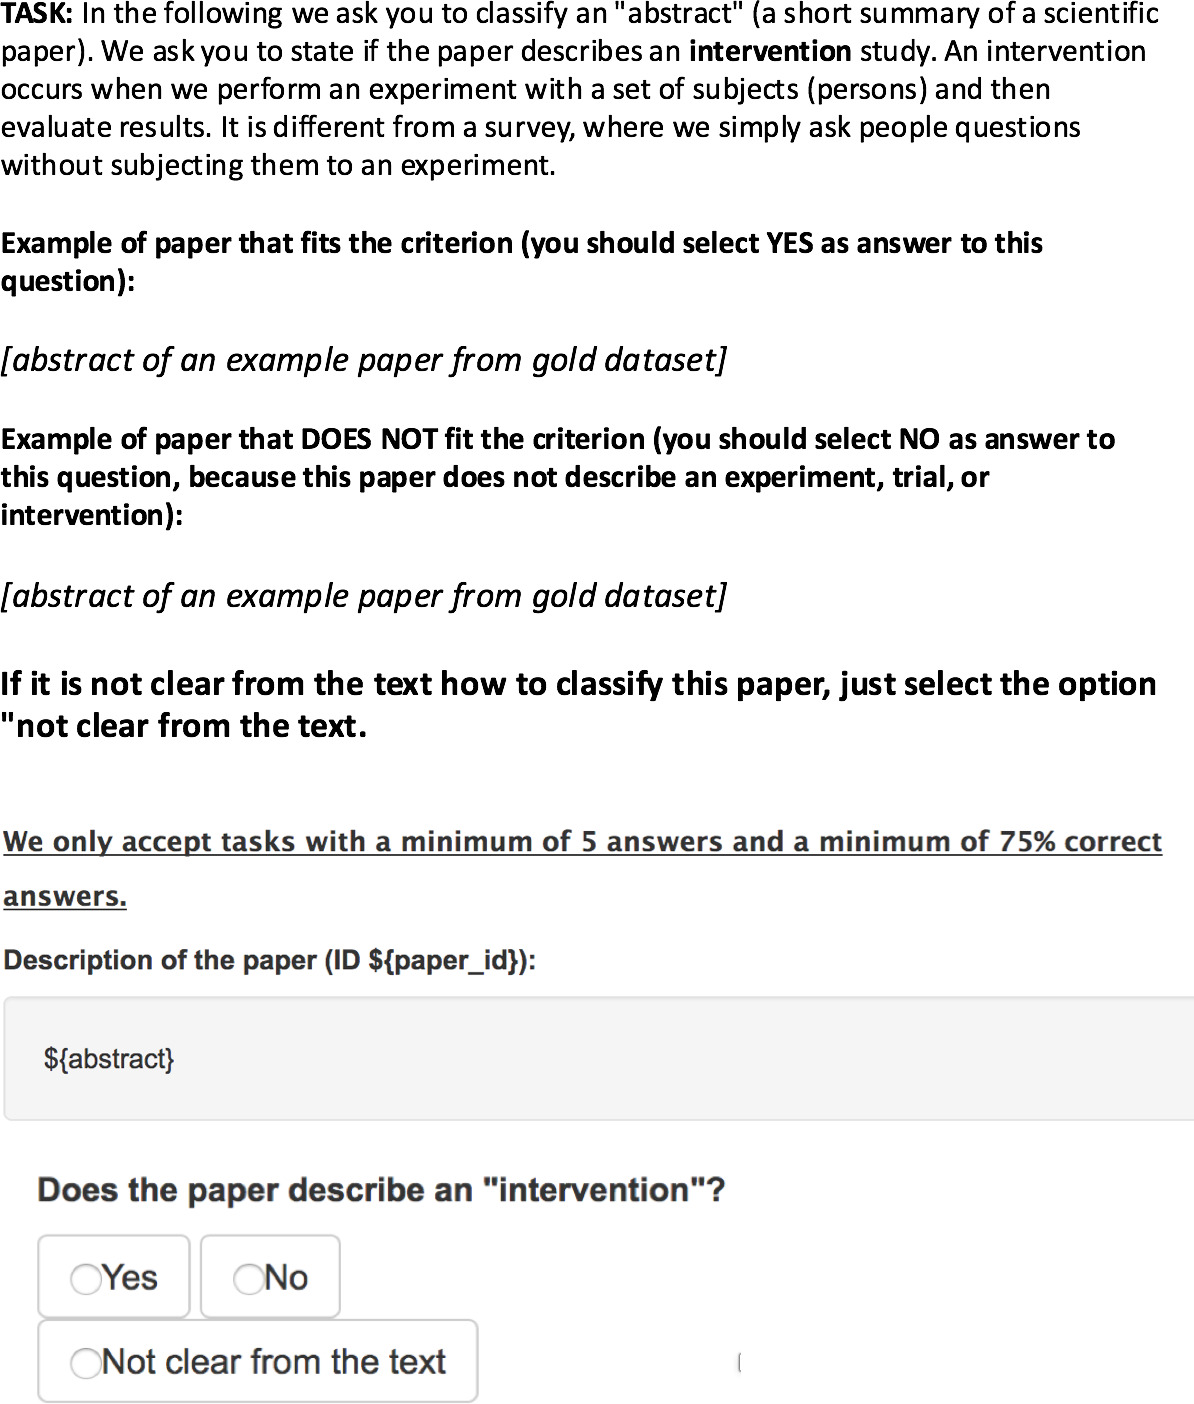 TASK: In the following we ask you to classify an "abstract" (a short summary of a scientific
paper). We ask you to state if the paper describes an intervention study. An intervention
occurs when we perform an experiment with a set of subjects (persons) and then
evaluate results. It is different from a survey, where we simply ask people questions
without subjecting them to an experiment.
Example of paper that fits the criterion (you should select YES as answer to this
question):
[abstract of an example paper from gold dataset]
Example of paper that DOES NOT fit the criterion (you should select NO as answer to
this question, because this paper does not describe an experiment, trial, or
intervention):
[abstract of an example paper from gold dataset]
If it is not clear from the text how to classify this paper, just select the option
"not clear from the text.
We only accept tasks with a minimum of 5 answers and a minimum of 75% correct
answers.
Description of the paper (ID ${paper_id}):
${abstract}
Does the paper describe an "intervention"?
Yes No
Not clear from the text